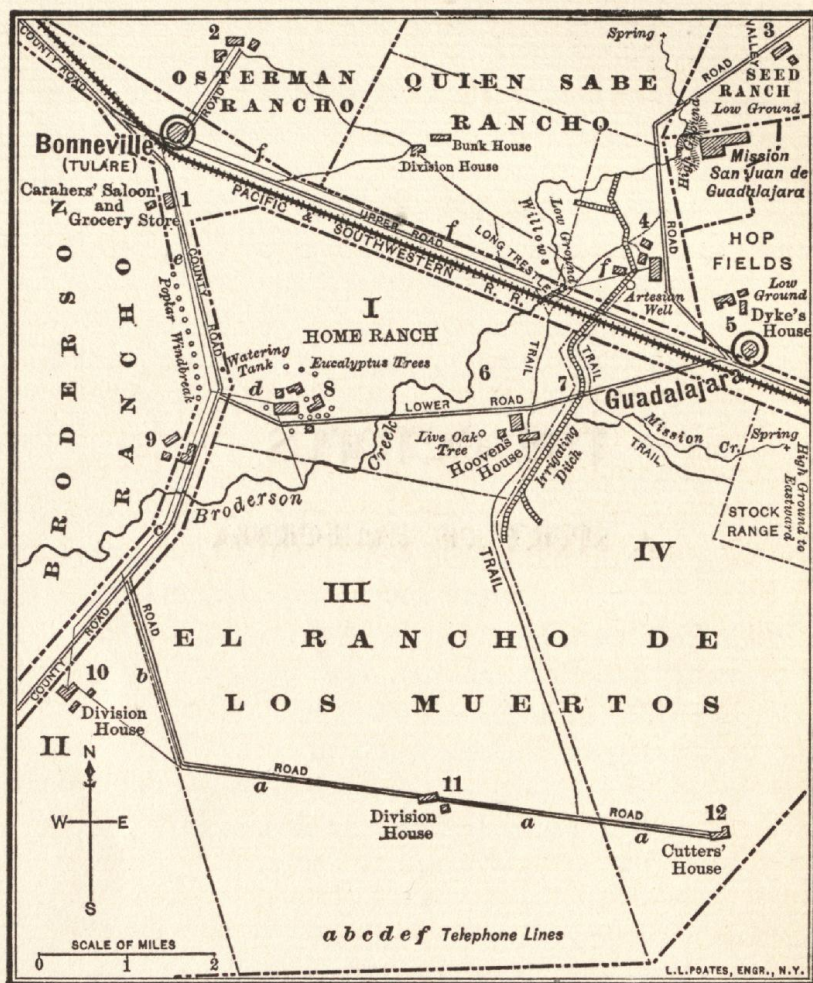 2
3
Spring
COUNTY ROAD
ROAD
OSTERMAN
RANCHO
QUIEN SABE
RANCHO
VALLEY
ROAD
SEED
RANCH
Low Ground
Bonneville
(TULARE)
f
Bunk House
Division House
High Ground
Mission
San Juan de
Guadalajara
Carahers' Saloon
and
Grocery Store
1
PACIFIC & SOUTHWESTERN R.R.
UPPER ROAD
f
LONG TRESTLE
Willows
Low Ground
4
f
ROAD
HOP
FIELDS
Artesian
Well
Low
Ground
5
Dyke's
House
BRODERSON
RANCHO
e
COUNTY ROAD
Poplar Windbreak
I
HOME RANCH
Watering
Tank
Eucalyptus Trees
d
8
6
TRAIL
7
TRAIL
Guadalajara
LOWER ROAD
Live Oak
Tree
Hoovens
House
Mission Cr.
Spring
TRAIL
High Ground to
Eastward
9
Broderson Creek
Irrigating
Ditch
STOCK
RANGE
c
TRAIL
IV
III
EL RANCHO DE
LOS MUERTOS
COUNTY ROAD
ROAD
b
10
Division
House
II
N
W E
S
a
ROAD
11
Division
House
a
ROAD
a
12
Cutters'
House
a b c d e f Telephone Lines
SCALE OF MILES
0 1 2
L.L.POATES, ENGR., N.Y.